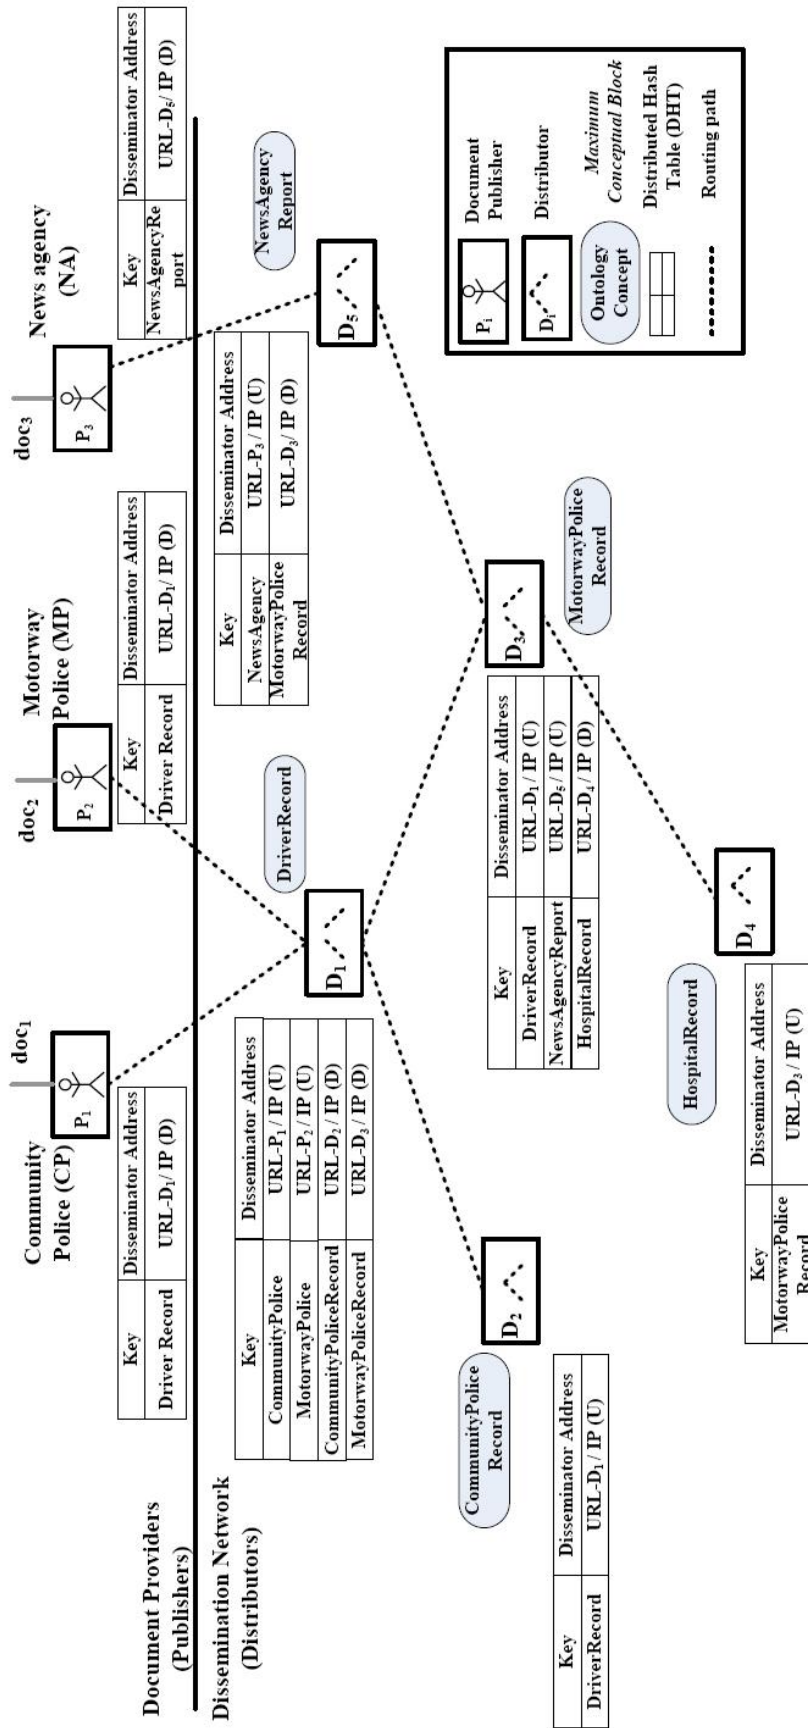 doc₁
doc₂
doc₃
Community
Police (CP)
Motorway
Police (MP)
News agency
(NA)
P₁
P₂
P₃
Document Providers
(Publishers)
Key
Disseminator Address
Driver Record
URL-D₁/ IP (D)
Key
Disseminator Address
Driver Record
URL-D₁/ IP (D)
Key
Disseminator Address
NewsAgencyRe
port
URL-D₅/ IP (D)
Dissemination Network
(Distributors)
Key
Disseminator Address
CommunityPolice
URL-P₁ / IP (U)
MotorwayPolice
URL-P₂ / IP (U)
CommunityPoliceRecord
URL-D₂ / IP (D)
MotorwayPoliceRecord
URL-D₃ / IP (D)
DriverRecord
D₁
Key
Disseminator Address
NewsAgency
URL-P₃ / IP (U)
MotorwayPolice
Record
URL-D₃ / IP (D)
NewsAgency
Report
D₅
CommunityPolice
Record
D₂
Key
Disseminator Address
DriverRecord
URL-D₁ / IP (U)
Key
Disseminator Address
DriverRecord
URL-D₁ / IP (U)
NewsAgencyReport
URL-D₅ / IP (U)
HospitalRecord
URL-D₄ / IP (D)
D₃
MotorwayPolice
Record
HospitalRecord
D₄
Key
Disseminator Address
MotorwayPolice
Record
URL-D₃ / IP (U)
Pᵢ
Document
Publisher
Dᵢ
Distributor
Ontology
Concept
Maximum
Conceptual Block
Distributed Hash
Table (DHT)
Routing path